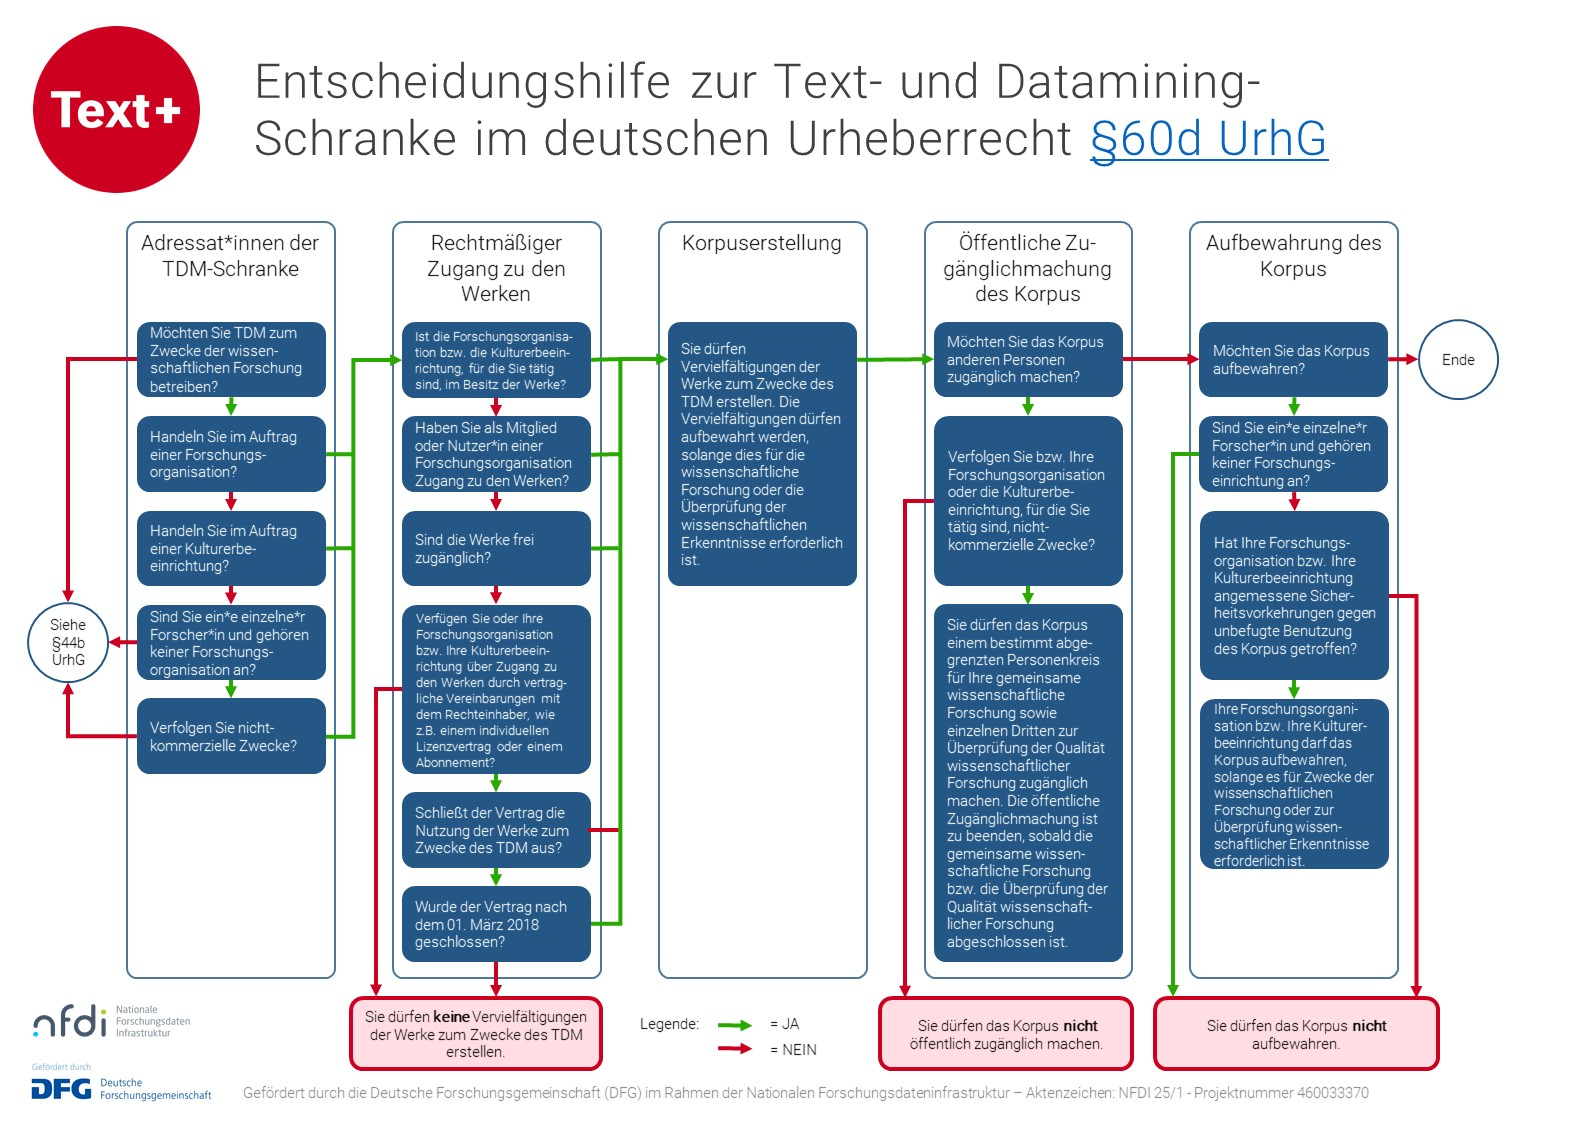 Text+
Entscheidungshilfe zur Text- und Datamining-
Schranke im deutschen Urheberrecht §60d UrhG
Adressat*innen der
TDM-Schranke
Möchten Sie TDM zum
Zwecke der wissen-
schaftlichen Forschung
betreiben?
Handeln Sie im Auftrag
einer Forschungs-
organisation?
Handeln Sie im Auftrag
einer Kulturerbe-
einrichtung?
Sind Sie ein*e einzelne*r
Forscher*in und gehören
keiner Forschungs-
organisation an?
Verfolgen Sie nicht-
kommerzielle Zwecke?
Siehe
§44b
UrhG
Rechtmäßiger
Zugang zu den
Werken
Ist die Forschungsorganisa-
tion bzw. die Kulturerbeein-
richtung, für die Sie tätig
sind, im Besitz der Werke?
Haben Sie als Mitglied
oder Nutzer*in einer
Forschungsorganisation
Zugang zu den Werken?
Sind die Werke frei
zugänglich?
Verfügen Sie oder Ihre
Forschungsorganisation
bzw. Ihre Kulturerbeein-
richtung über Zugang zu
den Werken durch vertrag-
liche Vereinbarungen mit
dem Rechteinhaber, wie
z.B. einem individuellen
Lizenzvertrag oder einem
Abonnement?
Schließt der Vertrag die
Nutzung der Werke zum
Zwecke des TDM aus?
Wurde der Vertrag nach
dem 01. März 2018
geschlossen?
Sie dürfen keine Vervielfältigungen
der Werke zum Zwecke des TDM
erstellen.
Korpuserstellung
Sie dürfen
Vervielfältigungen der
Werke zum Zwecke des
TDM erstellen. Die
Vervielfältigungen dürfen
aufbewahrt werden,
solange dies für die
wissenschaftliche
Forschung oder die
Überprüfung der
wissenschaftlichen
Erkenntnisse erforderlich
ist.
Öffentliche Zu-
gänglichmachung
des Korpus
Möchten Sie das Korpus
anderen Personen
zugänglich machen?
Verfolgen Sie bzw. Ihre
Forschungsorganisation
oder die Kulturerbe-
einrichtung, für die Sie
tätig sind, nicht-
kommerzielle Zwecke?
Sie dürfen das Korpus
einem bestimmt abge-
grenzten Personenkreis
für Ihre gemeinsame
wissenschaftliche
Forschung sowie
einzelnen Dritten zur
Überprüfung der Qualität
wissenschaftlicher
Forschung zugänglich
machen. Die öffentliche
Zugänglichmachung ist
zu beenden, sobald die
gemeinsame wissen-
schaftliche Forschung
bzw. die Überprüfung der
Qualität wissenschaft-
licher Forschung
abgeschlossen ist.
Sie dürfen das Korpus nicht
öffentlich zugänglich machen.
Aufbewahrung des
Korpus
Möchten Sie das Korpus
aufbewahren?
Sind Sie ein*e einzelne*r
Forscher*in und gehören
keiner Forschungs-
einrichtung an?
Hat Ihre Forschungs-
organisation bzw. Ihre
Kulturerbeeinrichtung
angemessene Sicher-
heitsvorkehrungen gegen
unbefugte Benutzung
des Korpus getroffen?
Ihre Forschungsorgani-
sation bzw. Ihre Kulturer-
beeinrichtung darf das
Korpus aufbewahren,
solange es für Zwecke der
wissenschaftlichen
Forschung oder zur
Überprüfung wissen-
schaftlicher Erkenntnisse
erforderlich ist.
Sie dürfen das Korpus nicht
aufbewahren.
Ende
Legende:
= JA
= NEIN
nfdi
Nationale
Forschungsdaten
Infrastruktur
Gefördert durch
DFG
Deutsche
Forschungsgemeinschaft
Gefördert durch die Deutsche Forschungsgemeinschaft (DFG) im Rahmen der Nationalen Forschungsdateninfrastruktur – Aktenzeichen: NFDI 25/1 - Projektnummer 460033370